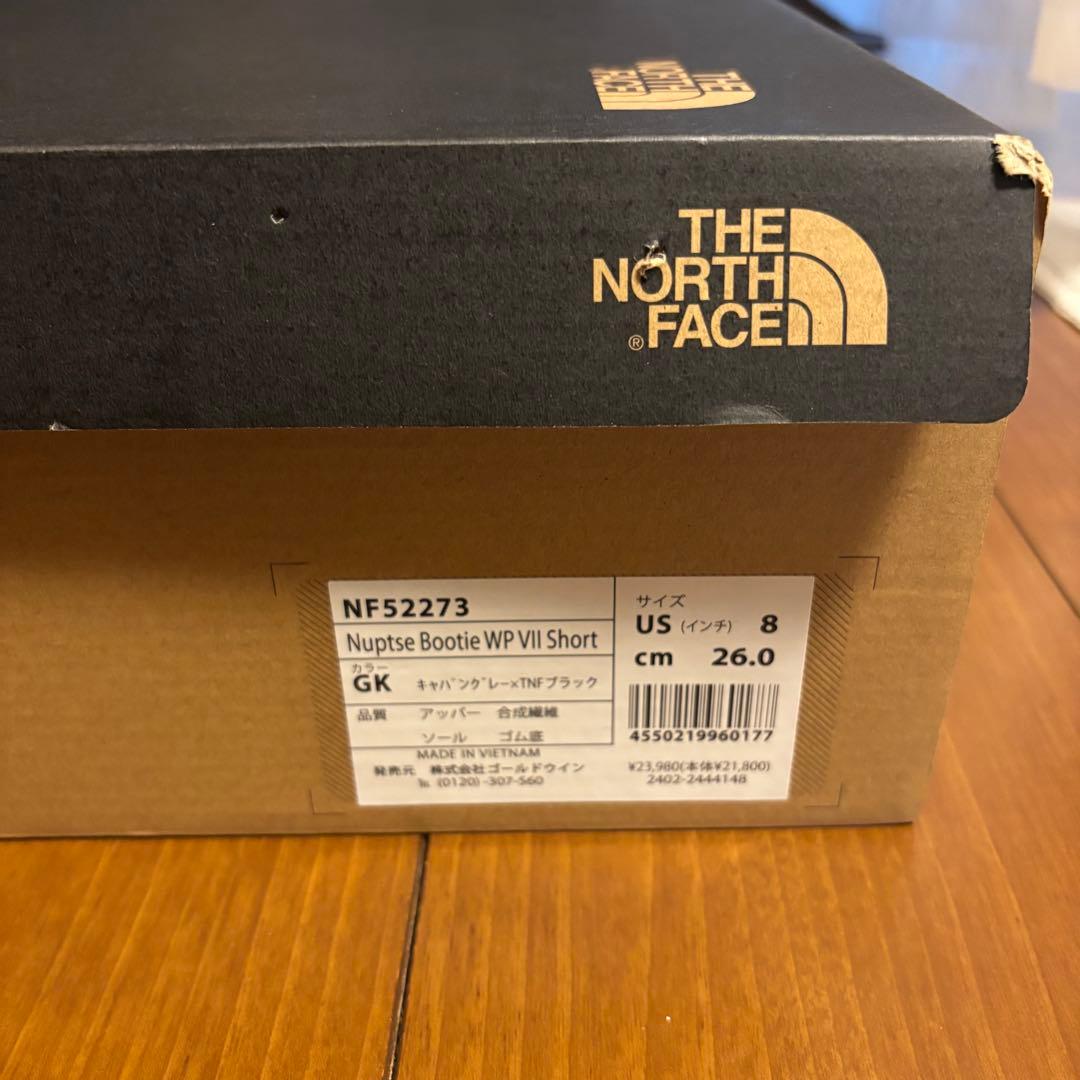 THE
NORTH
FACE
THE
NORTH
® FACE
NF52273
Nuptse Bootie WP VII Short
カラー
GK ｷｬﾊﾞﾝｸﾞﾚｰ×TNFブラック
品質 アッパー 合成繊維
ソール ゴム底
MADE IN VIETNAM
発売元 株式会社ゴールドウイン
℡ (0120) -307-560
サイズ
US (インチ) 8
cm 26.0
4550219960177
¥23,980(本体¥21,800)
2402-2444148